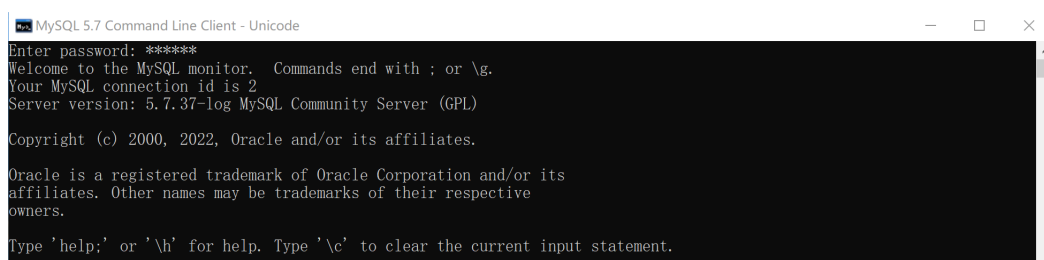 MySQL 5.7 Command Line Client - Unicode
Enter password: ******
Welcome to the MySQL monitor.  Commands end with ; or \g.
Your MySQL connection id is 2
Server version: 5.7.37-log MySQL Community Server (GPL)
Copyright (c) 2000, 2022, Oracle and/or its affiliates.
Oracle is a registered trademark of Oracle Corporation and/or its
affiliates. Other names may be trademarks of their respective
owners.
Type 'help;' or '\h' for help. Type '\c' to clear the current input statement.